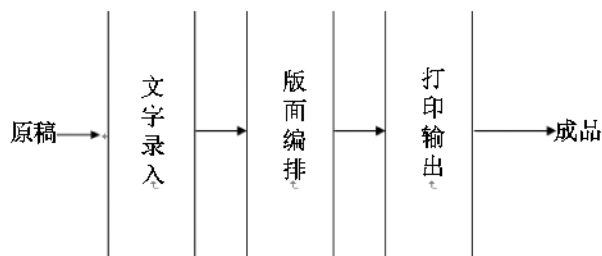 原稿
文字录入
版面编排
打印输出
成品